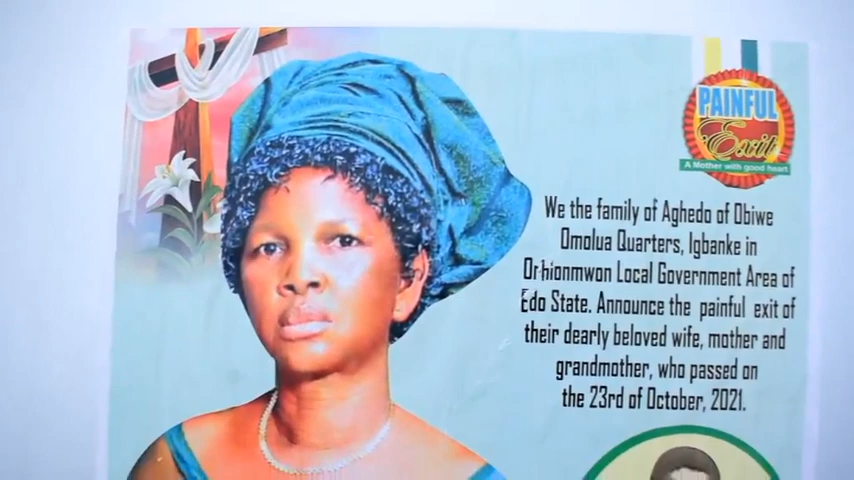 PAINFUL
Exit
A Mother with good heart
We the family of Aghedo of Obiwe
Omolua Quarters, Igbanke in
Orhionmwon Local Government Area of
Edo State. Announce the painful exit of
their dearly beloved wife, mother and
grandmother, who passed on
the 23rd of October, 2021.